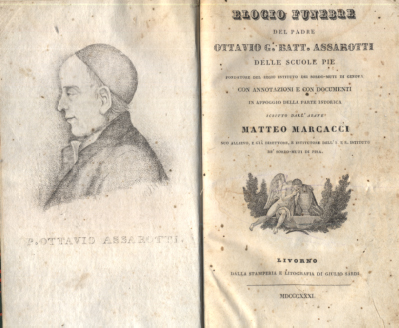 P. OTTAVIO ASSAROTTI.
ELOGIO FUNEBRE
DEL PADRE
OTTAVIO G. BATT. ASSAROTTI
DELLE SCUOLE PIE
FONDATORE DEL REGIO ISTITUTO DEI SORDO-MUTI DI GENOVA
CON ANNOTAZIONI E CON DOCUMENTI
IN APPOGGIO DELLA PARTE ISTORICA
SCRITTO DALL' ABATE
MATTEO MARCACCI
SUO ALLIEVO, E GIÀ DIRETTORE, E ISTITUTORE DELL' I. E R. ISTITUTO
DE' SORDO-MUTI DI PISA.
LIVORNO
DELLA STAMPERIA E LITOGRAFIA DI GIULIO SARDI.
MDCCCXXXI.